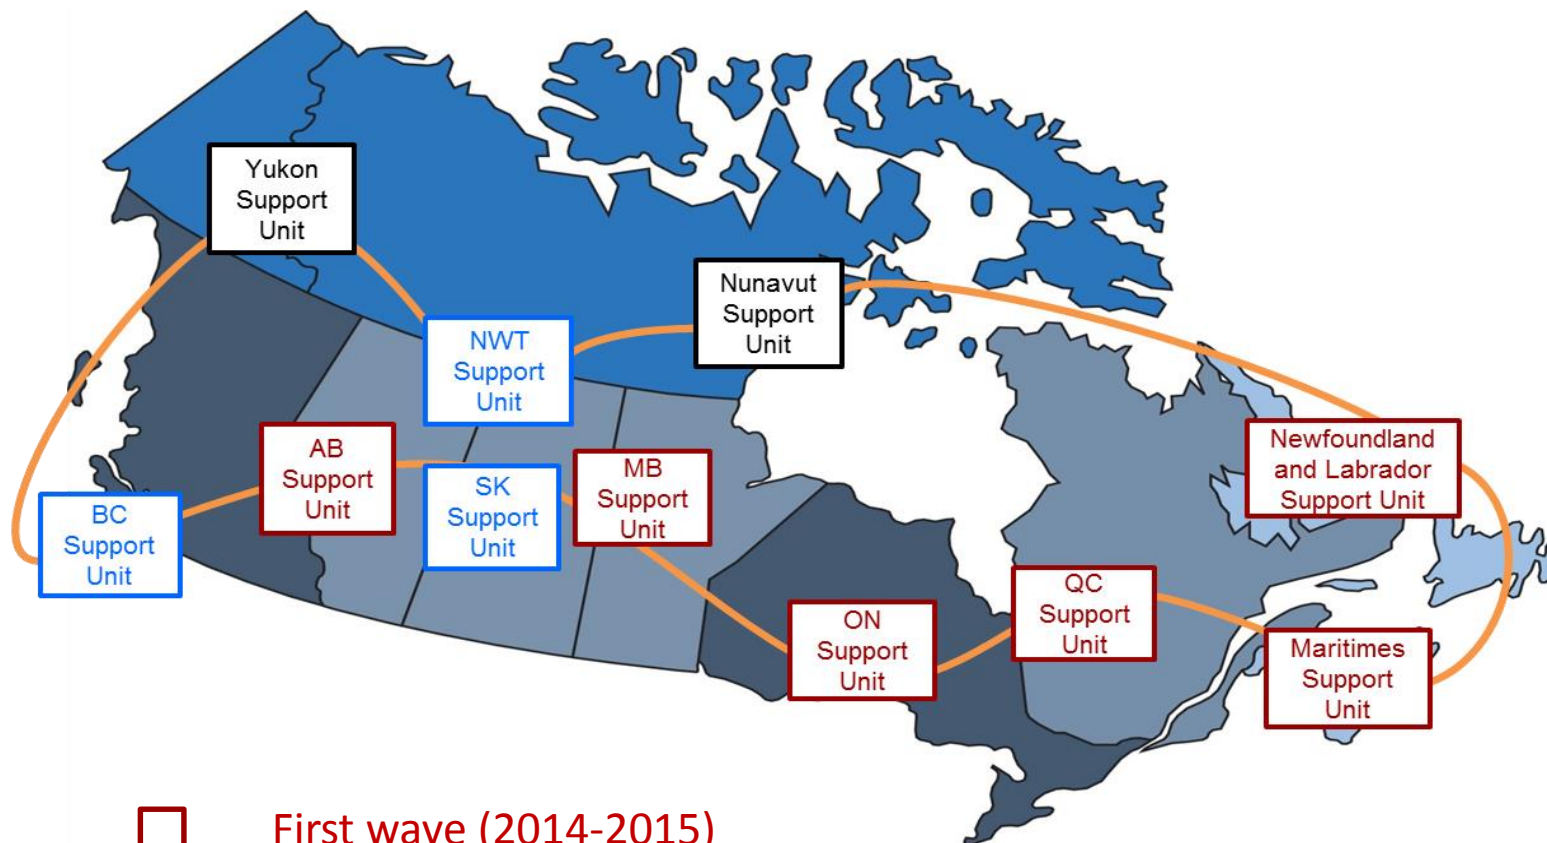 Yukon
Support
Unit
Nunavut
Support
Unit
NWT
Support
Unit
AB
Support
Unit
SK
Support
Unit
MB
Support
Unit
BC
Support
Unit
Newfoundland
and Labrador
Support Unit
ON
Support
Unit
QC
Support
Unit
Maritimes
Support
Unit
First wave (2014-2015)